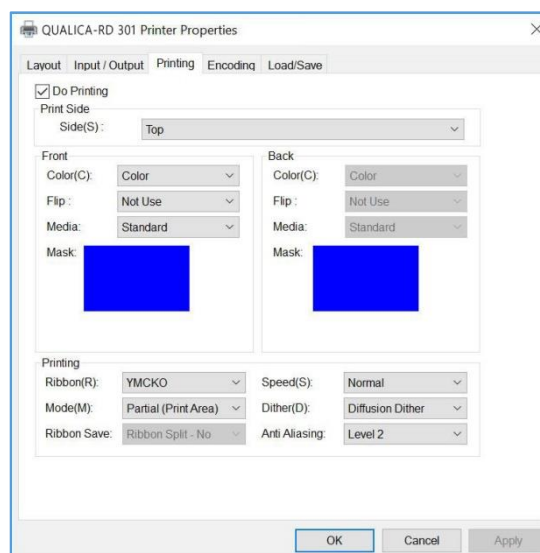 QUALICA-RD 301 Printer Properties
Layout Input / Output Printing Encoding Load/Save
Do Printing
Print Side
Side(S) : Top
Front Back
Color(C): Color Color(C): Color
Flip : Not Use Flip : Not Use
Media: Standard Media: Standard
Mask: Mask:
Printing
Ribbon(R): YMCKO Speed(S): Normal
Mode(M): Partial (Print Area) Dither(D): Diffusion Dither
Ribbon Save: Ribbon Split - No Anti Aliasing: Level 2
OK Cancel Apply